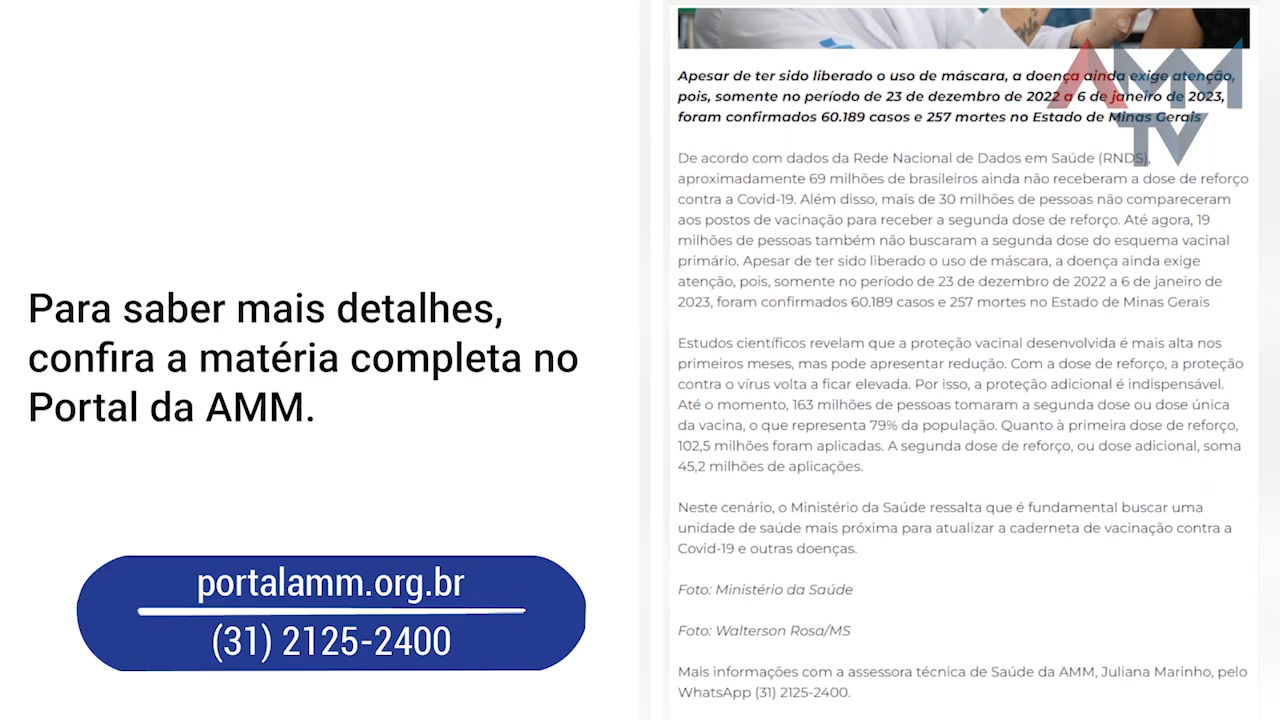 Para saber mais detalhes,
confira a matéria completa no
Portal da AMM.
portalamm.org.br
(31) 2125-2400
AMM
TV
Apesar de ter sido liberado o uso de máscara, a doença ainda exige atenção,
pois, somente no período de 23 de dezembro de 2022 a 6 de janeiro de 2023,
foram confirmados 60.189 casos e 257 mortes no Estado de Minas Gerais
De acordo com dados da Rede Nacional de Dados em Saúde (RNDS),
aproximadamente 69 milhões de brasileiros ainda não receberam a dose de reforço
contra a Covid-19. Além disso, mais de 30 milhões de pessoas não compareceram
aos postos de vacinação para receber a segunda dose de reforço. Até agora, 19
milhões de pessoas também não buscaram a segunda dose do esquema vacinal
primário. Apesar de ter sido liberado o uso de máscara, a doença ainda exige
atenção, pois, somente no período de 23 de dezembro de 2022 a 6 de janeiro de
2023, foram confirmados 60.189 casos e 257 mortes no Estado de Minas Gerais
Estudos científicos revelam que a proteção vacinal desenvolvida é mais alta nos
primeiros meses, mas pode apresentar redução. Com a dose de reforço, a proteção
contra o vírus volta a ficar elevada. Por isso, a proteção adicional é indispensável.
Até o momento, 163 milhões de pessoas tomaram a segunda dose ou dose única
da vacina, o que representa 79% da população. Quanto à primeira dose de reforço,
102,5 milhões foram aplicadas. A segunda dose de reforço, ou dose adicional, soma
45,2 milhões de aplicações.
Neste cenário, o Ministério da Saúde ressalta que é fundamental buscar uma
unidade de saúde mais próxima para atualizar a caderneta de vacinação contra a
Covid-19 e outras doenças.
Foto: Ministério da Saúde
Foto: Walterson Rosa/MS
Mais informações com a assessora técnica de Saúde da AMM, Juliana Marinho, pelo
WhatsApp (31) 2125-2400.